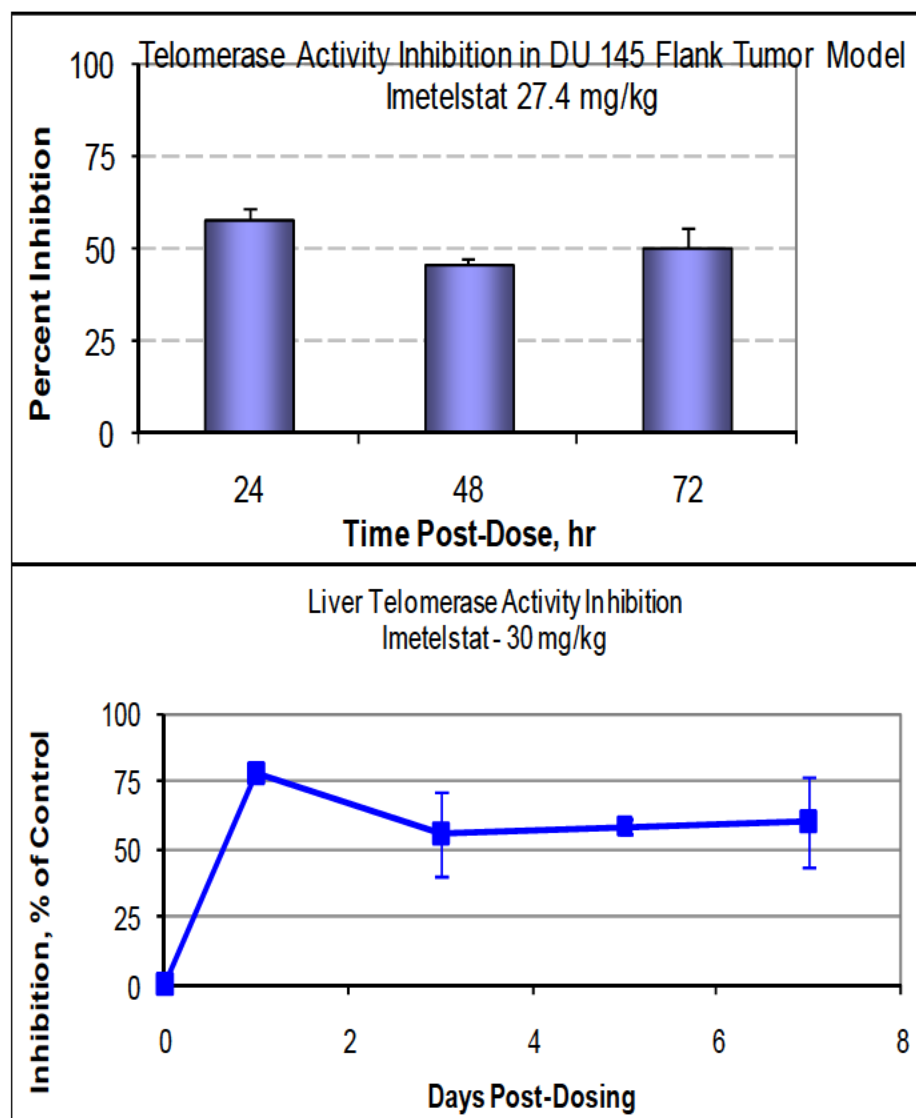 Telomerase Activity Inhibition in DU 145 Flank Tumor Model
Imetelstat 27.4 mg/kg
Percent Inhibtion
100
75
50
25
0
24 48 72
Time Post-Dose, hr
Liver Telomerase Activity Inhibition
Imetelstat - 30 mg/kg
Inhibition, % of Control
100
75
50
25
0
0 2 4 6 8
Days Post-Dosing